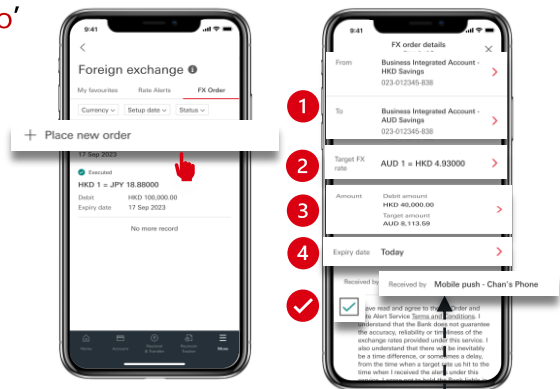 o'
9:41
Foreign exchange
My favourites Rate Alerts FX Order
Currency Setup date Status
+ Place new order
17 Sep 2023
Executed
HKD 1 = JPY 18.88000
Debit HKD 100,000.00
Expiry date 17 Sep 2023
No more record
Home Account Payment & Transfer More
9:41
FX order details
From Business Integrated Account -
HKD Savings
023-012345-838
1
To Business Integrated Account -
AUD Savings
023-012345-838
2
Target FX
rate AUD 1 = HKD 4.93000
3
Amount Debit amount
HKD 40,000.00
Target amount
AUD 8,113.59
4
Expiry date Today
Received by
Received by Mobile push - Chan's Phone
ave read and agree to the Order and
te Alert Service Terms and Conditions. I
understand that the Bank does not guarantee
the accuracy, reliability or timeliness of the
exchange rates provided under this service. I
also understand that there will be inevitably
be a time difference, or sometimes a delay,
from the time when a target rate us hit to the
time when I received the alert under this